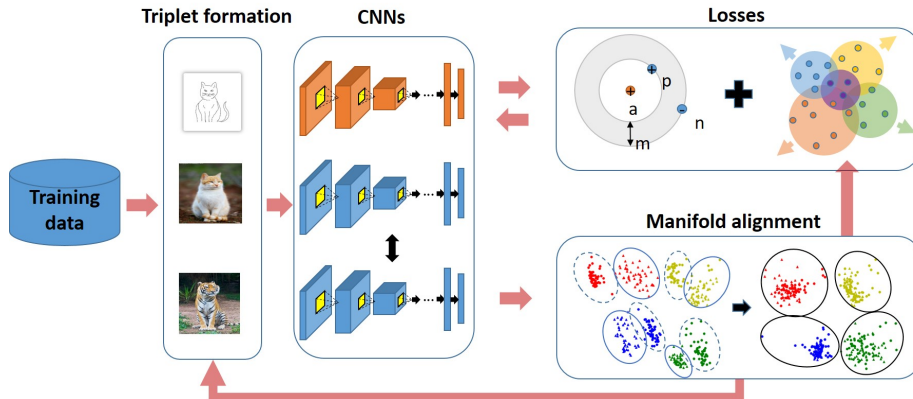 Triplet formation
CNNs
Losses
Training
data
+
p
+
a
-
n
m
Manifold alignment